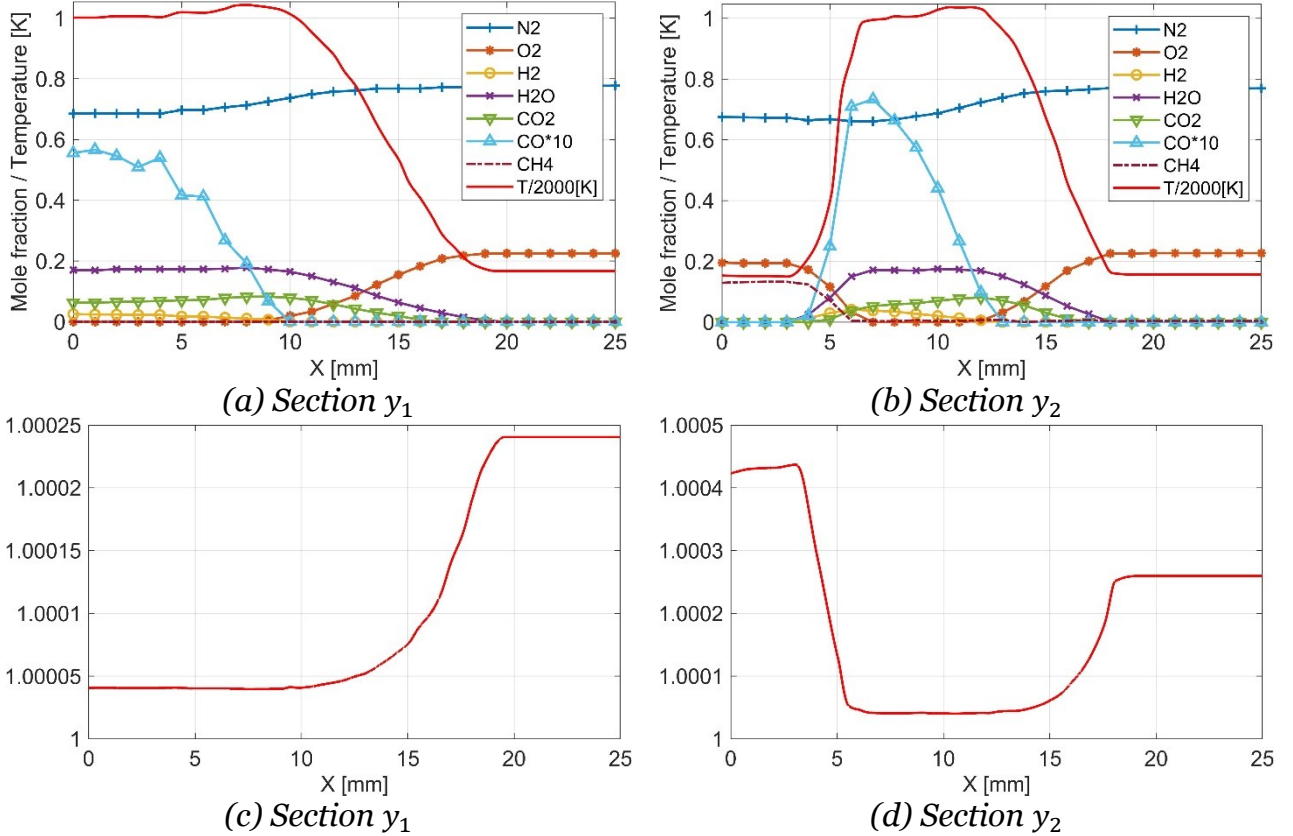 Mole fraction / Temperature [K]
1
0.8
0.6
0.4
0.2
0
N2
O2
H2
H2O
CO2
CO*10
CH4
T/2000[K]
0 5 10 15 20 25
X [mm]
(a) Section y₁
Mole fraction / Temperature [K]
1
0.8
0.6
0.4
0.2
0
N2
O2
H2
H2O
CO2
CO*10
CH4
T/2000[K]
0 5 10 15 20 25
X [mm]
(b) Section y₂
1.00025
1.0002
1.00015
1.0001
1.00005
1
0 5 10 15 20 25
X [mm]
(c) Section y₁
1.0005
1.0004
1.0003
1.0002
1.0001
1
0 5 10 15 20 25
X [mm]
(d) Section y₂